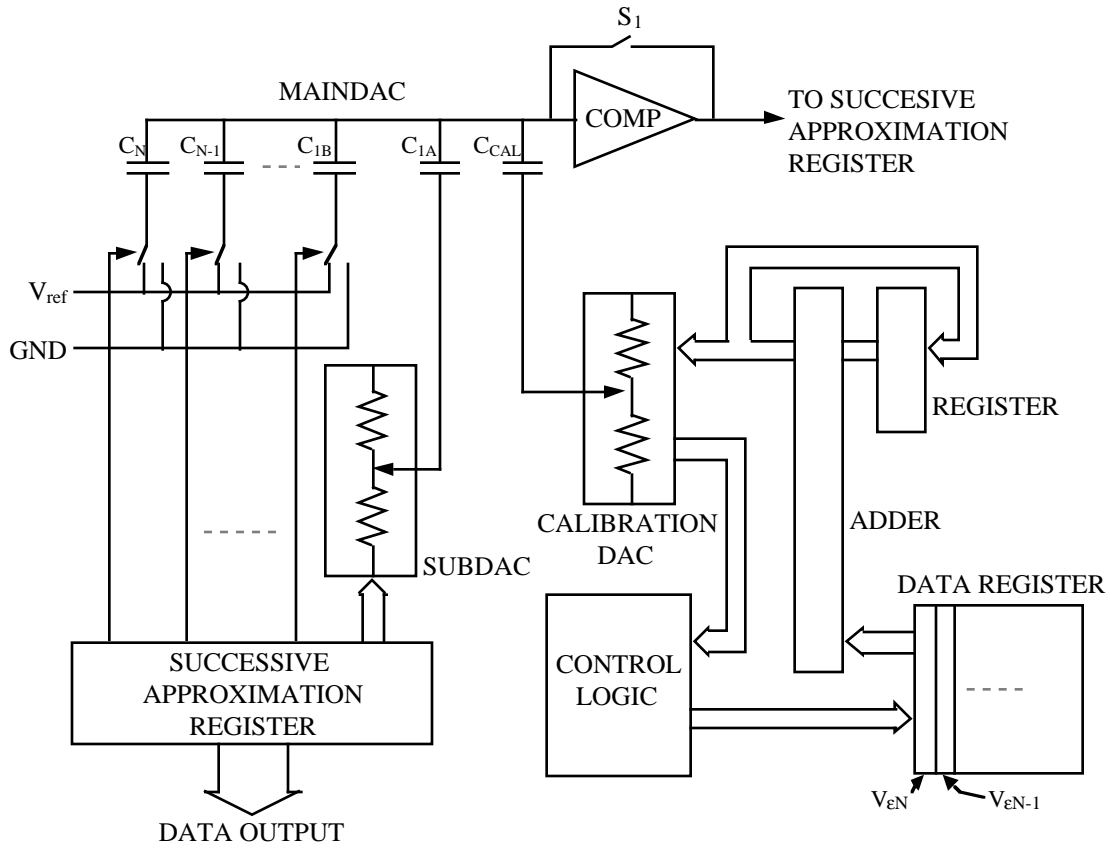 S1
MAINDAC
COMP
TO SUCCESIVE
APPROXIMATION
REGISTER
CN
CN-1
C1B
C1A
CCAL
Vref
GND
REGISTER
CALIBRATION
DAC
ADDER
SUBDAC
DATA REGISTER
SUCCESSIVE
APPROXIMATION
REGISTER
CONTROL
LOGIC
VεN
VεN-1
DATA OUTPUT